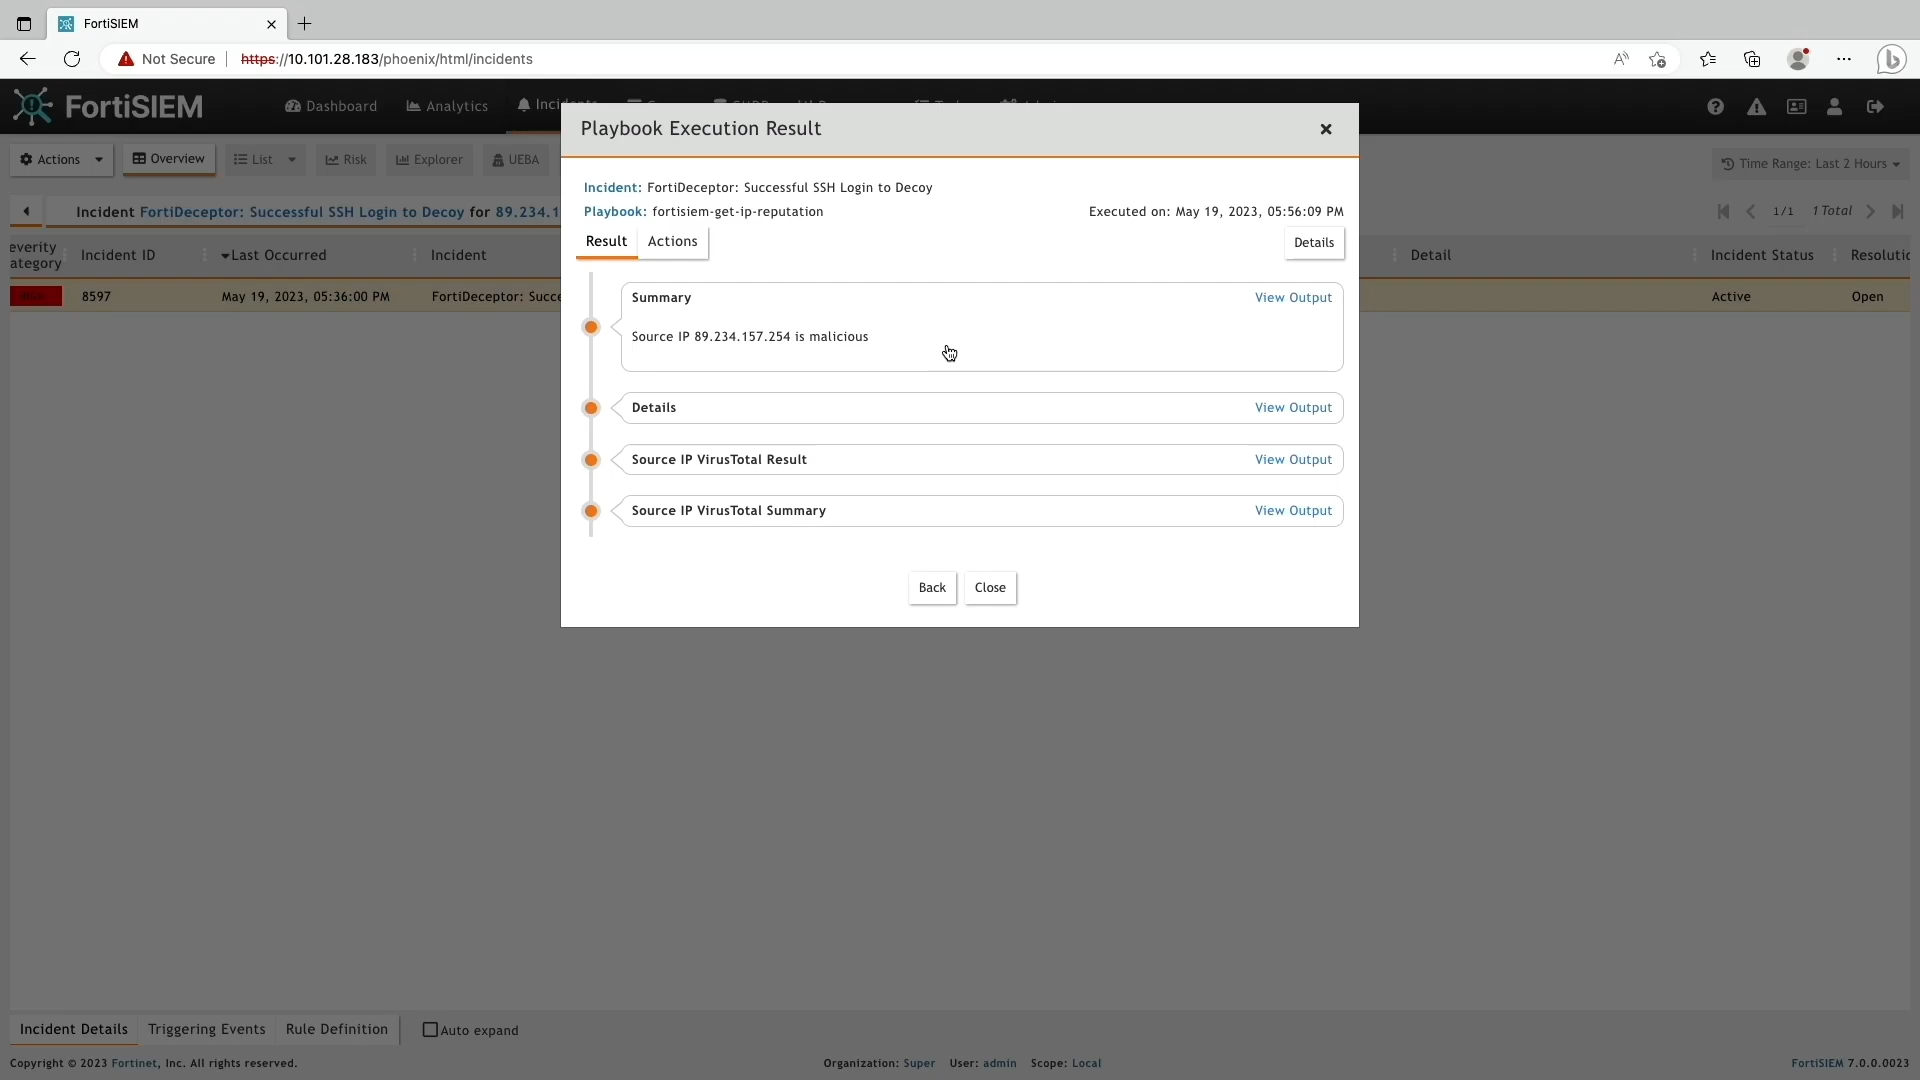 FortiSIEM
Not Secure
https://10.101.28.183/phoenix/html/incidents
FortiSIEM
Dashboard
Analytics
Playbook Execution Result
Actions
Overview
List
Risk
Explorer
UEBA
Time Range: Last 2 Hours
Incident: FortiDeceptor: Successful SSH Login to Decoy
Playbook: fortisiem-get-ip-reputation
Executed on: May 19, 2023, 05:56:09 PM
Incident FortiDeceptor: Successful SSH Login to Decoy for 89.234.1
1/1
1 Total
Result
Actions
Details
everity
ategory
Incident ID
Last Occurred
Incident
Detail
Incident Status
Resolutio
8597
May 19, 2023, 05:36:00 PM
FortiDeceptor: Succe
Active
Open
Summary
View Output
Source IP 89.234.157.254 is malicious
Details
View Output
Source IP VirusTotal Result
View Output
Source IP VirusTotal Summary
View Output
Back
Close
Incident Details
Triggering Events
Rule Definition
Auto expand
Copyright © 2023 Fortinet, Inc. All rights reserved.
Organization: Super User: admin Scope: Local
FortiSIEM 7.0.0.0023